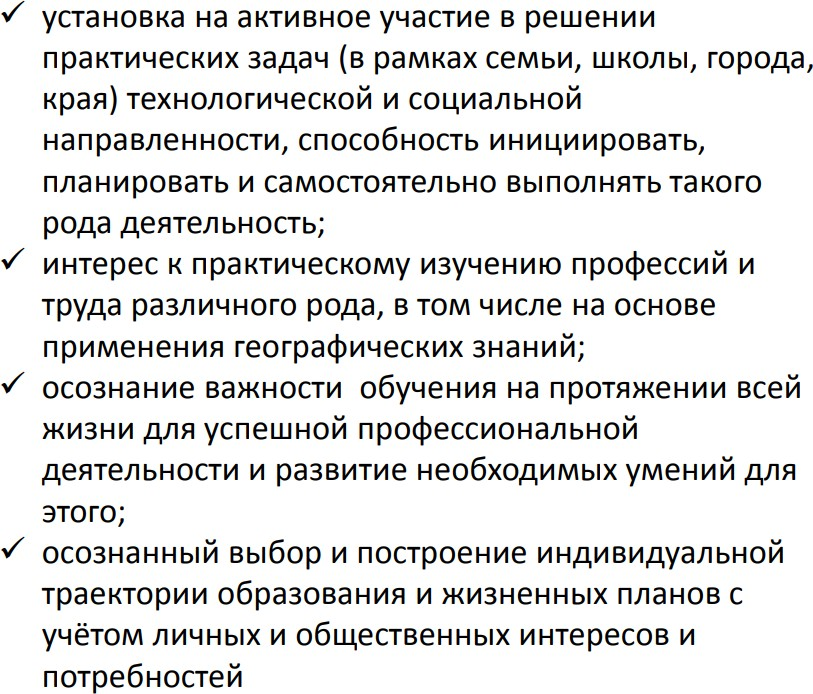 ✓ установка на активное участие в решении
практических задач (в рамках семьи, школы, города,
края) технологической и социальной
направленности, способность инициировать,
планировать и самостоятельно выполнять такого
рода деятельность;
✓ интерес к практическому изучению профессий и
труда различного рода, в том числе на основе
применения географических знаний;
✓ осознание важности  обучения на протяжении всей
жизни для успешной профессиональной
деятельности и развитие необходимых умений для
этого;
✓ осознанный выбор и построение индивидуальной
траектории образования и жизненных планов с
учётом личных и общественных интересов и
потребностей